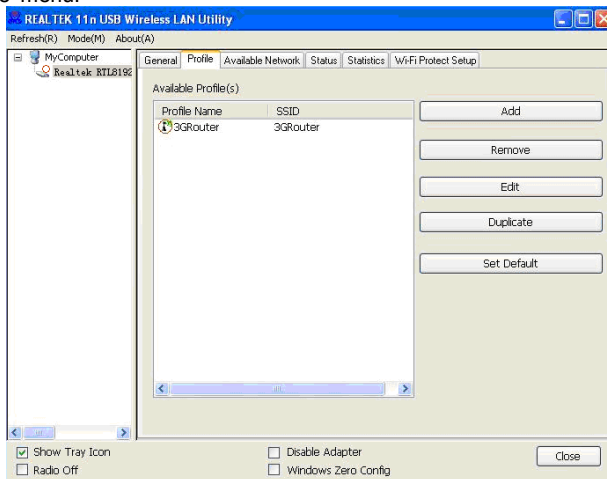 menu.
REALTEK 11n USB Wireless LAN Utility
Refresh(R) Mode(M) About(A)
MyComputer
Realtek RTL8192
General Profile Available Network Status Statistics Wi-Fi Protect Setup
Available Profile(s)
Profile Name SSID
3GRouter 3GRouter
Add
Remove
Edit
Duplicate
Set Default
Show Tray Icon Disable Adapter Close
Radio Off Windows Zero Config